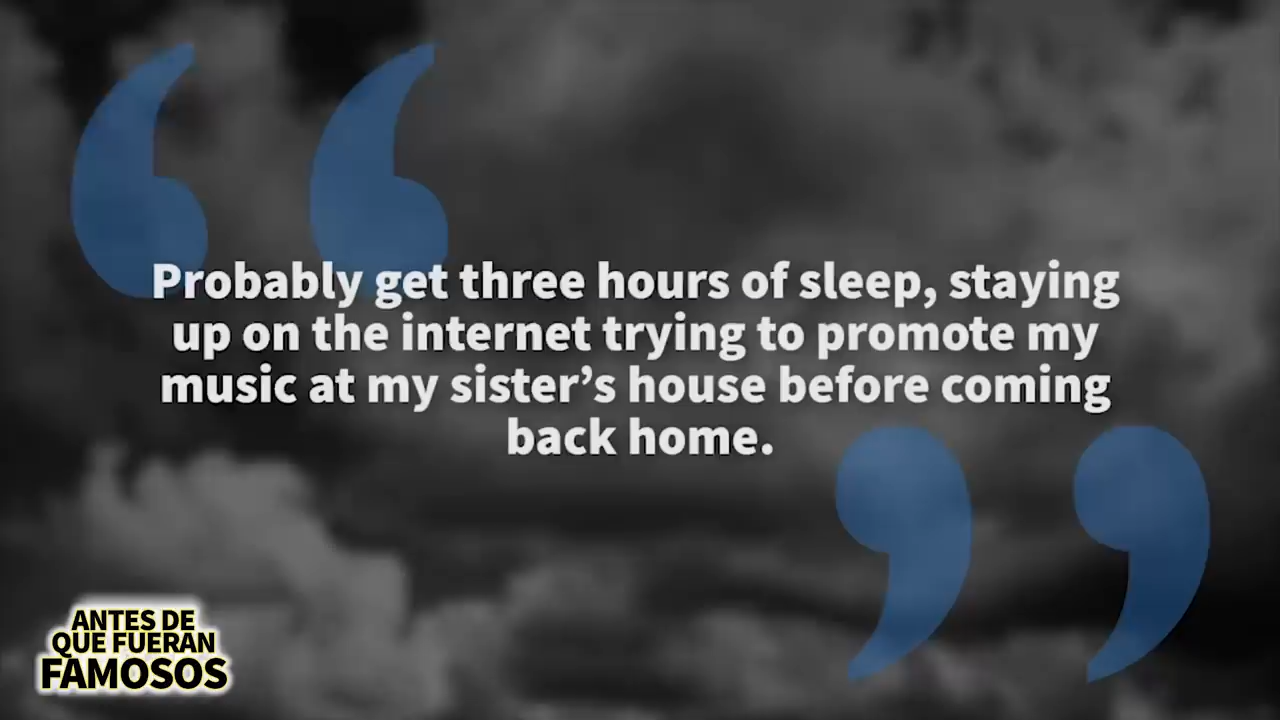 Probably get three hours of sleep, staying
up on the internet trying to promote my
music at my sister’s house before coming
back home.
ANTES DE
QUE FUERAN
FAMOSOS